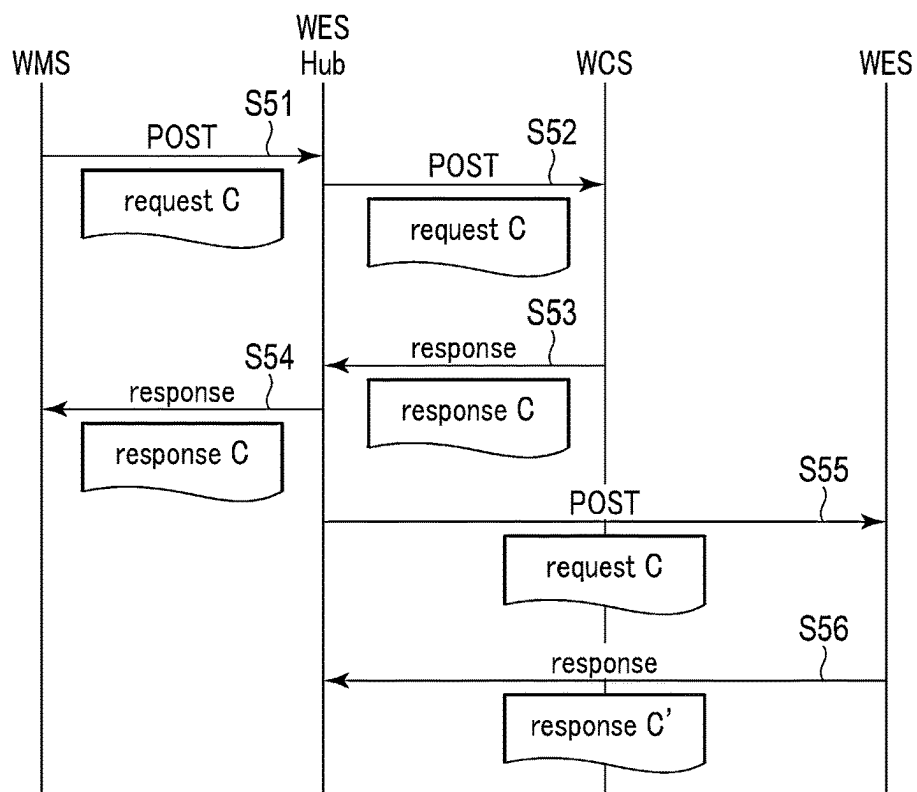 WMS
WES
Hub
WCS
WES
S51
POST
request C
S52
POST
request C
S53
response
response C
S54
response
response C
S55
POST
request C
S56
response
response C'